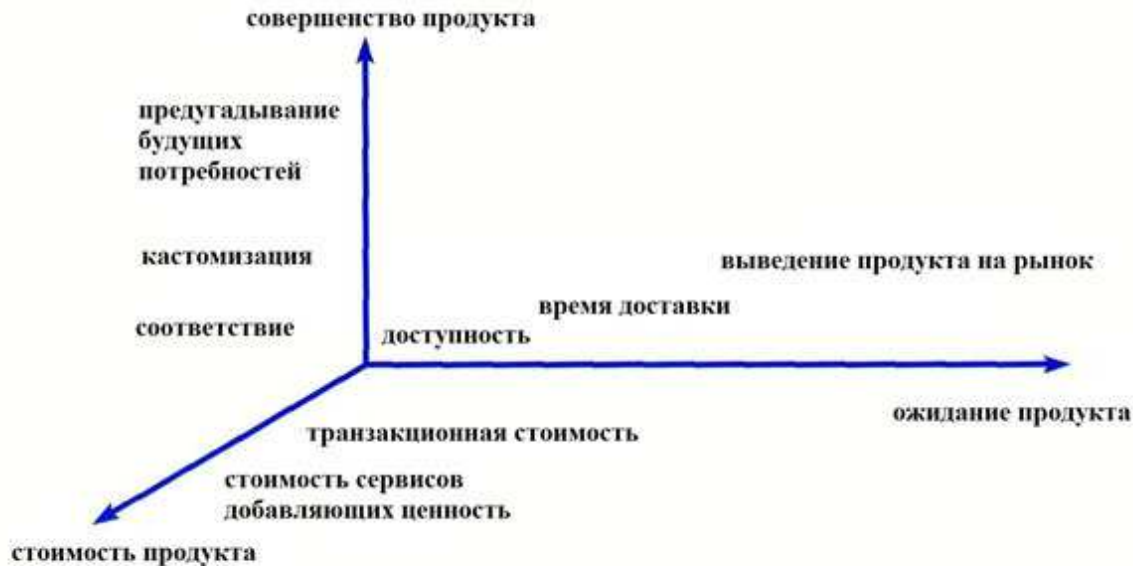 совершенство продукта
предугадывание
будущих
потребностей
кастомизация
выведение продукта на рынок
время доставки
соответствие
доступность
ожидание продукта
транзакционная стоимость
стоимость сервисов
добавляющих ценность
стоимость продукта